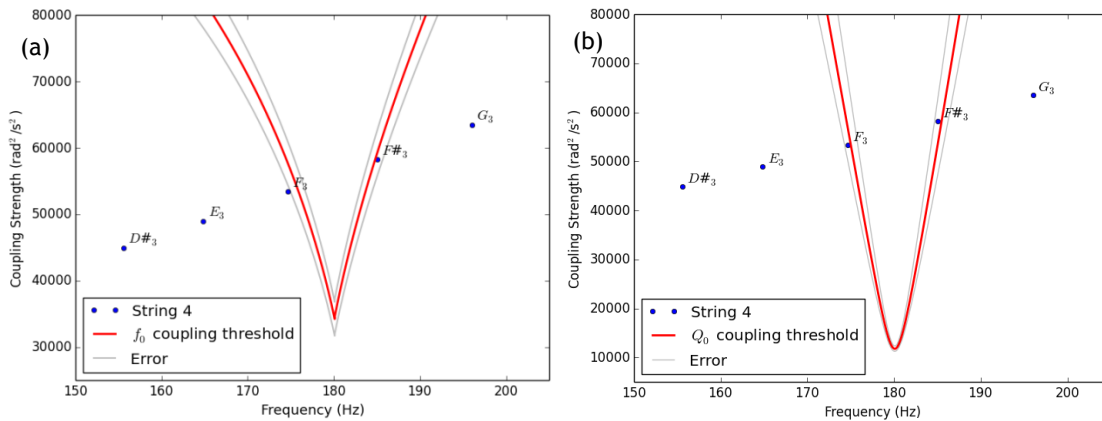 (a)
80000
70000
60000
50000
40000
30000
Coupling Strength (rad² /s² )
D#₃
E₃
F₃
F#₃
G₃
String 4
f₀ coupling threshold
Error
150 160 170 180 190 200
Frequency (Hz)
(b)
80000
70000
60000
50000
40000
30000
20000
10000
Coupling Strength (rad² /s² )
D#₃
E₃
F₃
F#₃
G₃
String 4
Q₀ coupling threshold
Error
150 160 170 180 190 200
Frequency (Hz)